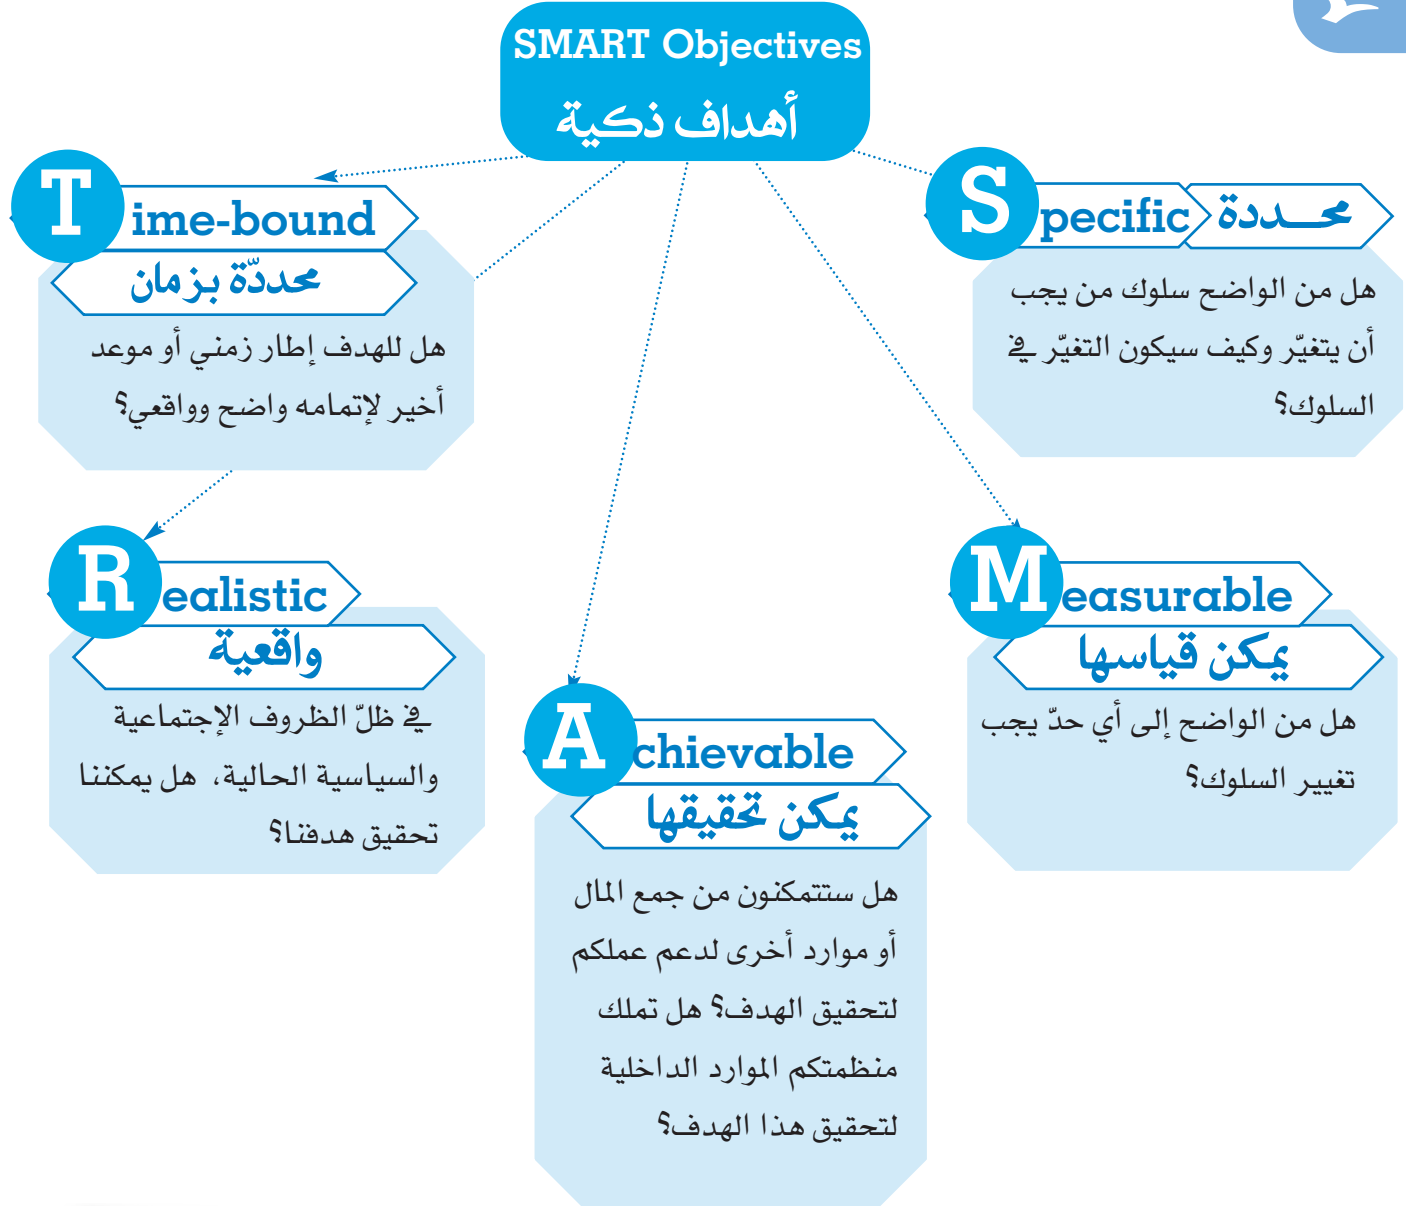 SMART Objectives
أهداف ذكية
Specific
محـــددة
هل من الواضح سلوك من يجب
أن يتغيّر وكيف سيكون التغيّر في
السلوك؟
Measurable
يمكن قياسها
هل من الواضح إلى أي حدّ يجب
تغيير السلوك؟
Achievable
يمكن تحقيقها
هل ستتمكنون من جمع المال
أو موارد أخرى لدعم عملكم
لتحقيق الهدف؟ هل تملك
منظمتكم الموارد الداخلية
لتحقيق هذا الهدف؟
Realistic
واقعية
في ظلّ الظروف الإجتماعية
والسياسية الحالية، هل يمكننا
تحقيق هدفنا؟
Time-bound
محددّة بزمان
هل للهدف إطار زمني أو موعد
أخير لإتمامه واضح وواقعي؟